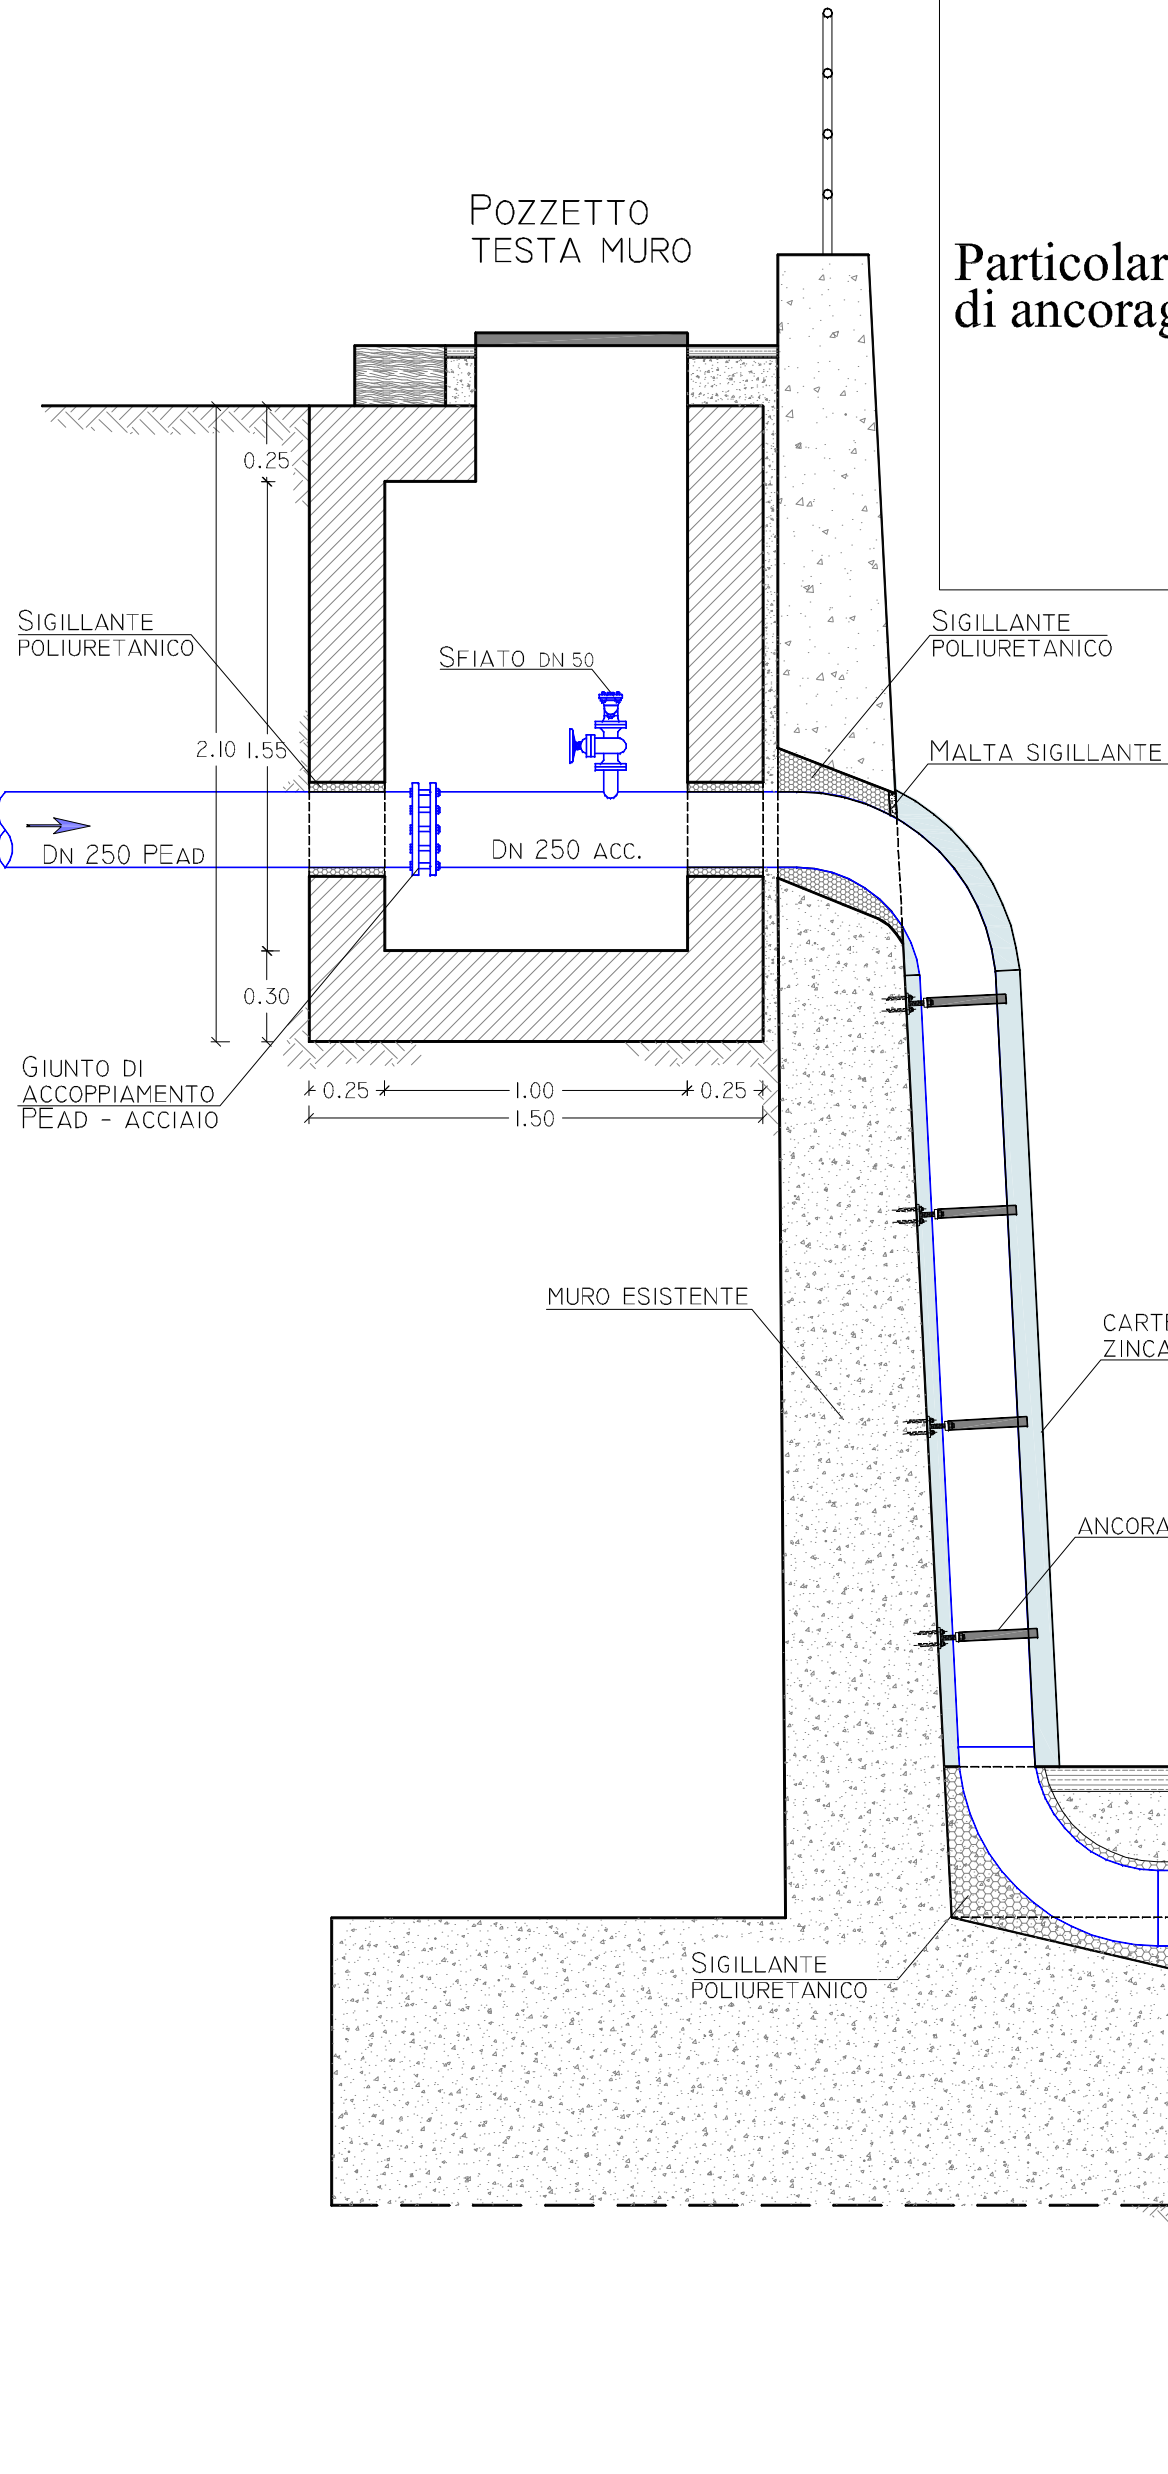 POZZETTO
TESTA MURO
Particolar
di ancorag
0.25
SIGILLANTE
POLIURETANICO
SFIATO DN 50
SIGILLANTE
POLIURETANICO
2.10 1.55
MALTA SIGILLANTE
DN 250 PEAD
DN 250 ACC.
0.30
GIUNTO DI
ACCOPPIAMENTO
PEAD - ACCIAIO
0.25 1.00 0.25
1.50
MURO ESISTENTE
CARTE
ZINCA
ANCORA
SIGILLANTE
POLIURETANICO